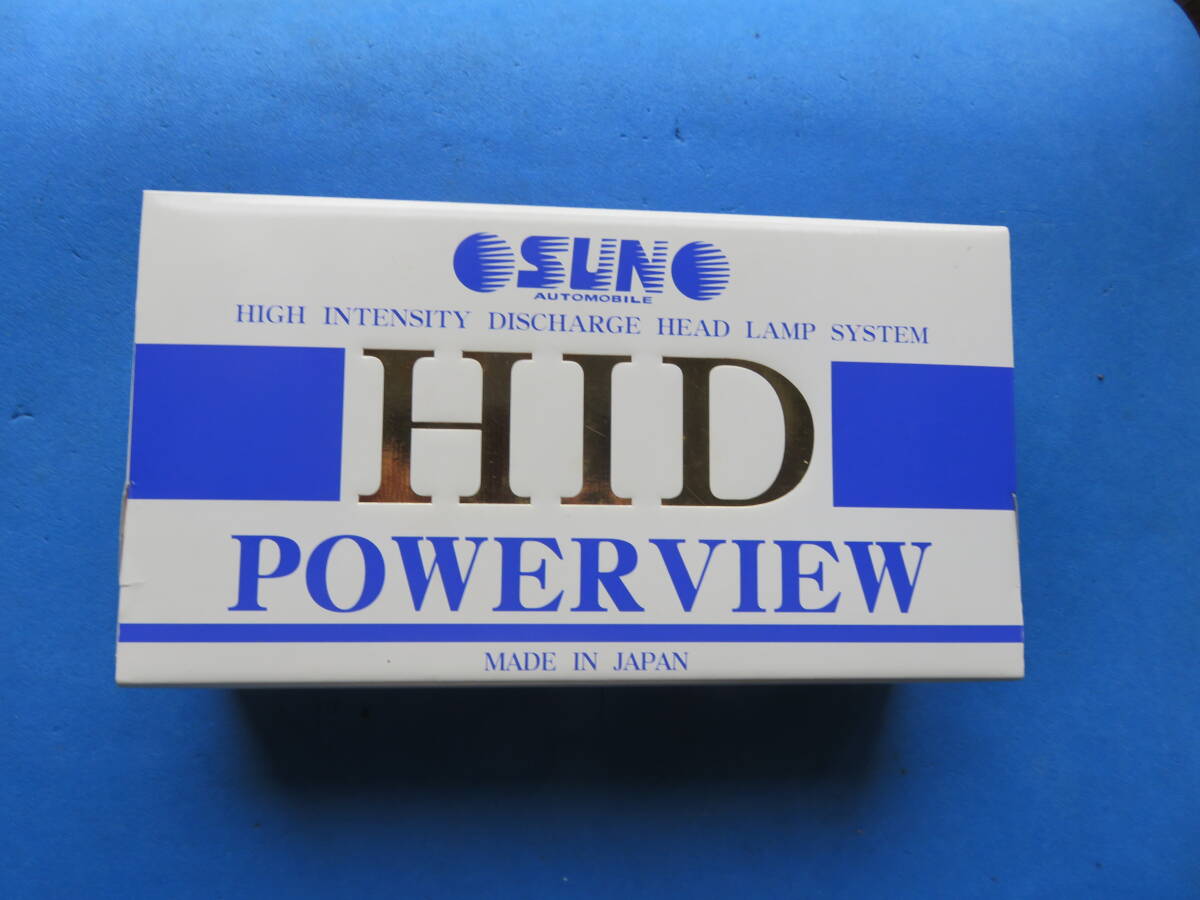 SUN
AUTOMOBILE
HIGH INTENSITY DISCHARGE HEAD LAMP SYSTEM
HID
POWERVIEW
MADE IN JAPAN